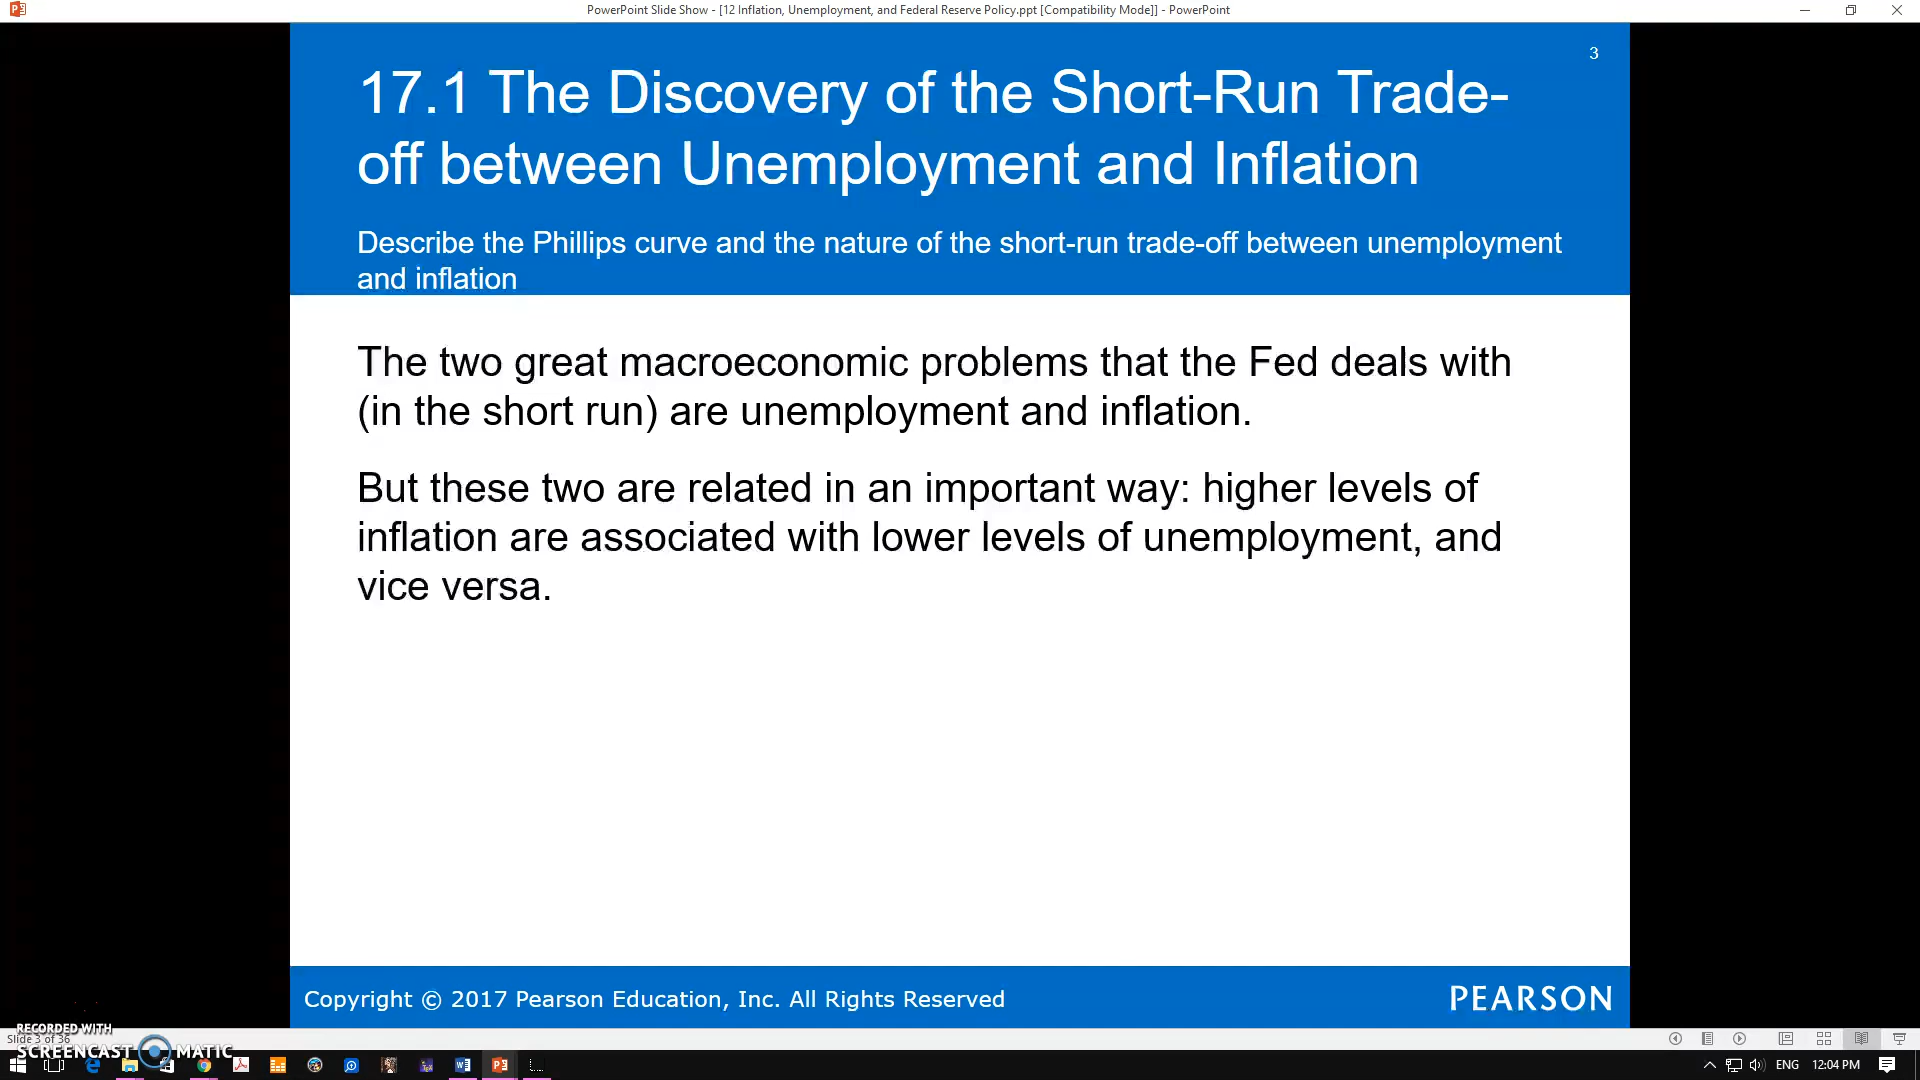 PowerPoint Slide Show - [12 Inflation, Unemployment, and Federal Reserve Policy.ppt [Compatibility Mode]] - PowerPoint
3
17.1 The Discovery of the Short-Run Trade-
off between Unemployment and Inflation
Describe the Phillips curve and the nature of the short-run trade-off between unemployment
and inflation
The two great macroeconomic problems that the Fed deals with
(in the short run) are unemployment and inflation.
But these two are related in an important way: higher levels of
inflation are associated with lower levels of unemployment, and
vice versa.
Copyright © 2017 Pearson Education, Inc. All Rights Reserved
PEARSON
RECORDED WITH
Slide 3 of 36
SCREENCAST MATIC
ENG
12:04 PM